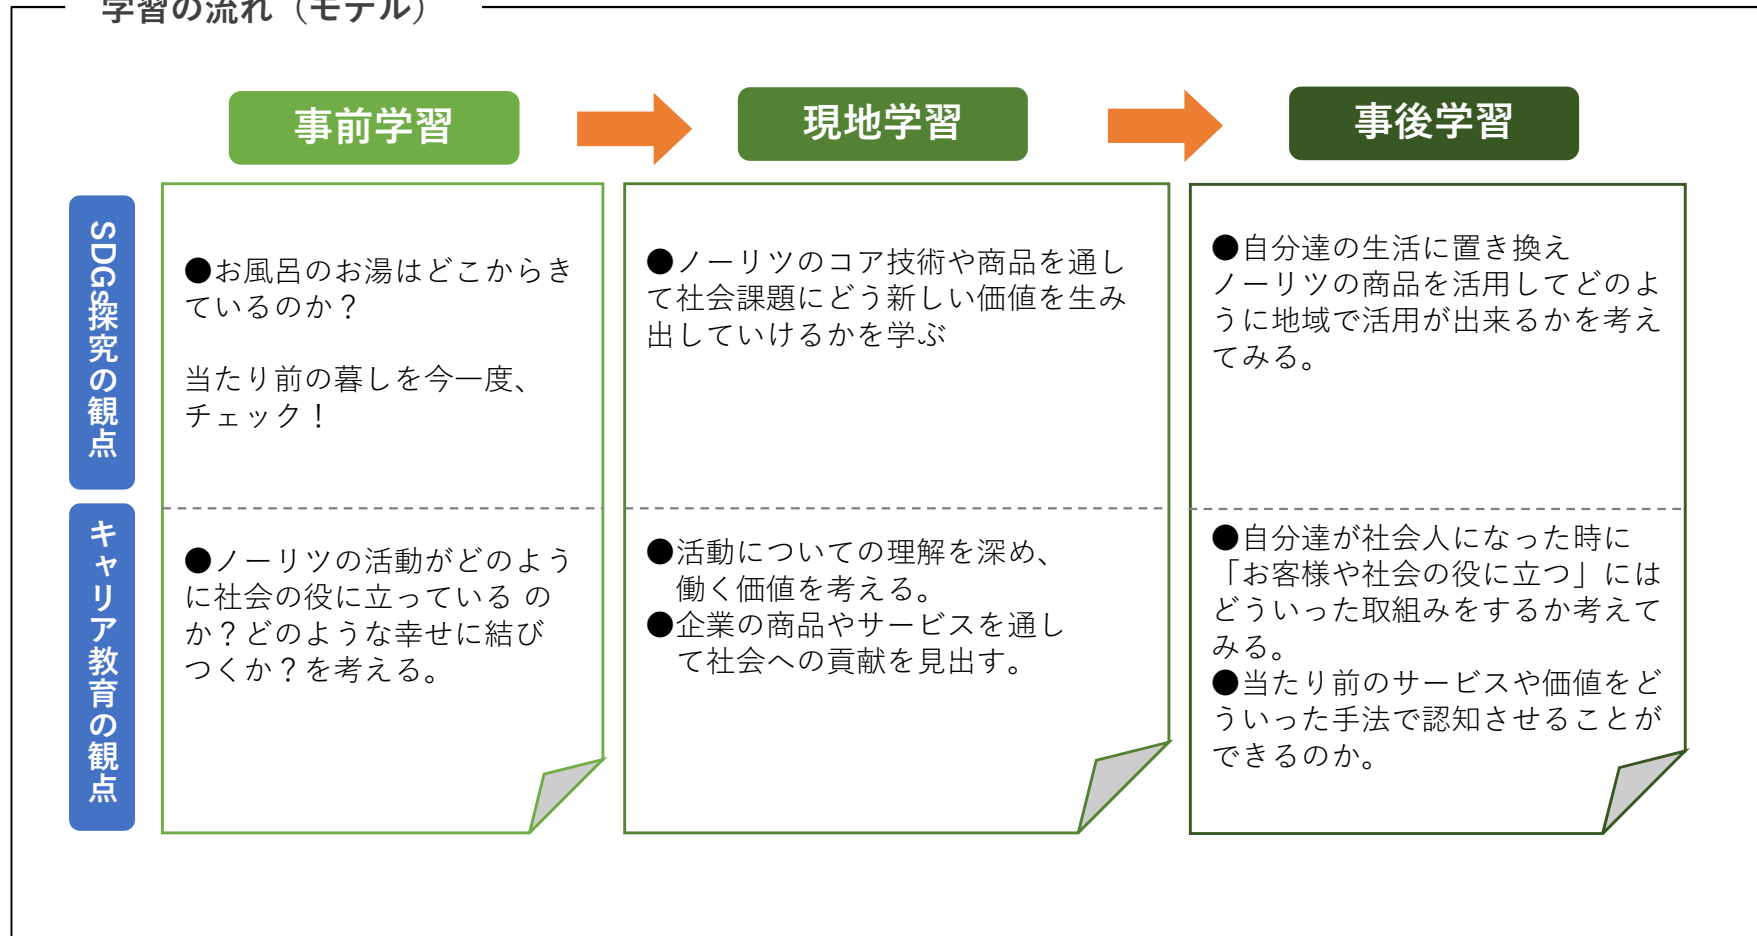 学習の流れ（モデル）
事前学習
現地学習
事後学習
SDGs探究の観点
●お風呂のお湯はどこからき
ているのか？
当たり前の暮しを今一度、
チェック！
●ノーリツのコア技術や商品を通し
て社会課題にどう新しい価値を生み
出していけるかを学ぶ
●自分達の生活に置き換え
ノーリツの商品を活用してどのよ
うに地域で活用が出来るかを考え
てみる。
キャリア教育の観点
●ノーリツの活動がどのよう
に社会の役に立っている の
か？どのような幸せに結び
つくか？を考える。
●活動についての理解を深め、
働く価値を考える。
●企業の商品やサービスを通し
て社会への貢献を見出す。
●自分達が社会人になった時に
「お客様や社会の役に立つ」には
どういった取組みをするか考えて
みる。
●当たり前のサービスや価値をど
ういった手法で認知させることが
できるのか。